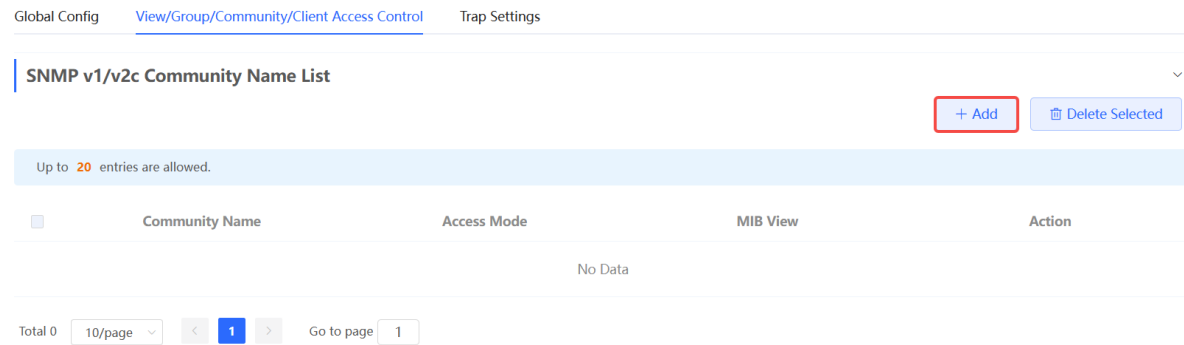 Global Config View/Group/Community/Client Access Control Trap Settings
SNMP v1/v2c Community Name List
+ Add Delete Selected
Up to 20 entries are allowed.
Community Name Access Mode MIB View Action
No Data
Total 0 10/page < 1 > Go to page 1